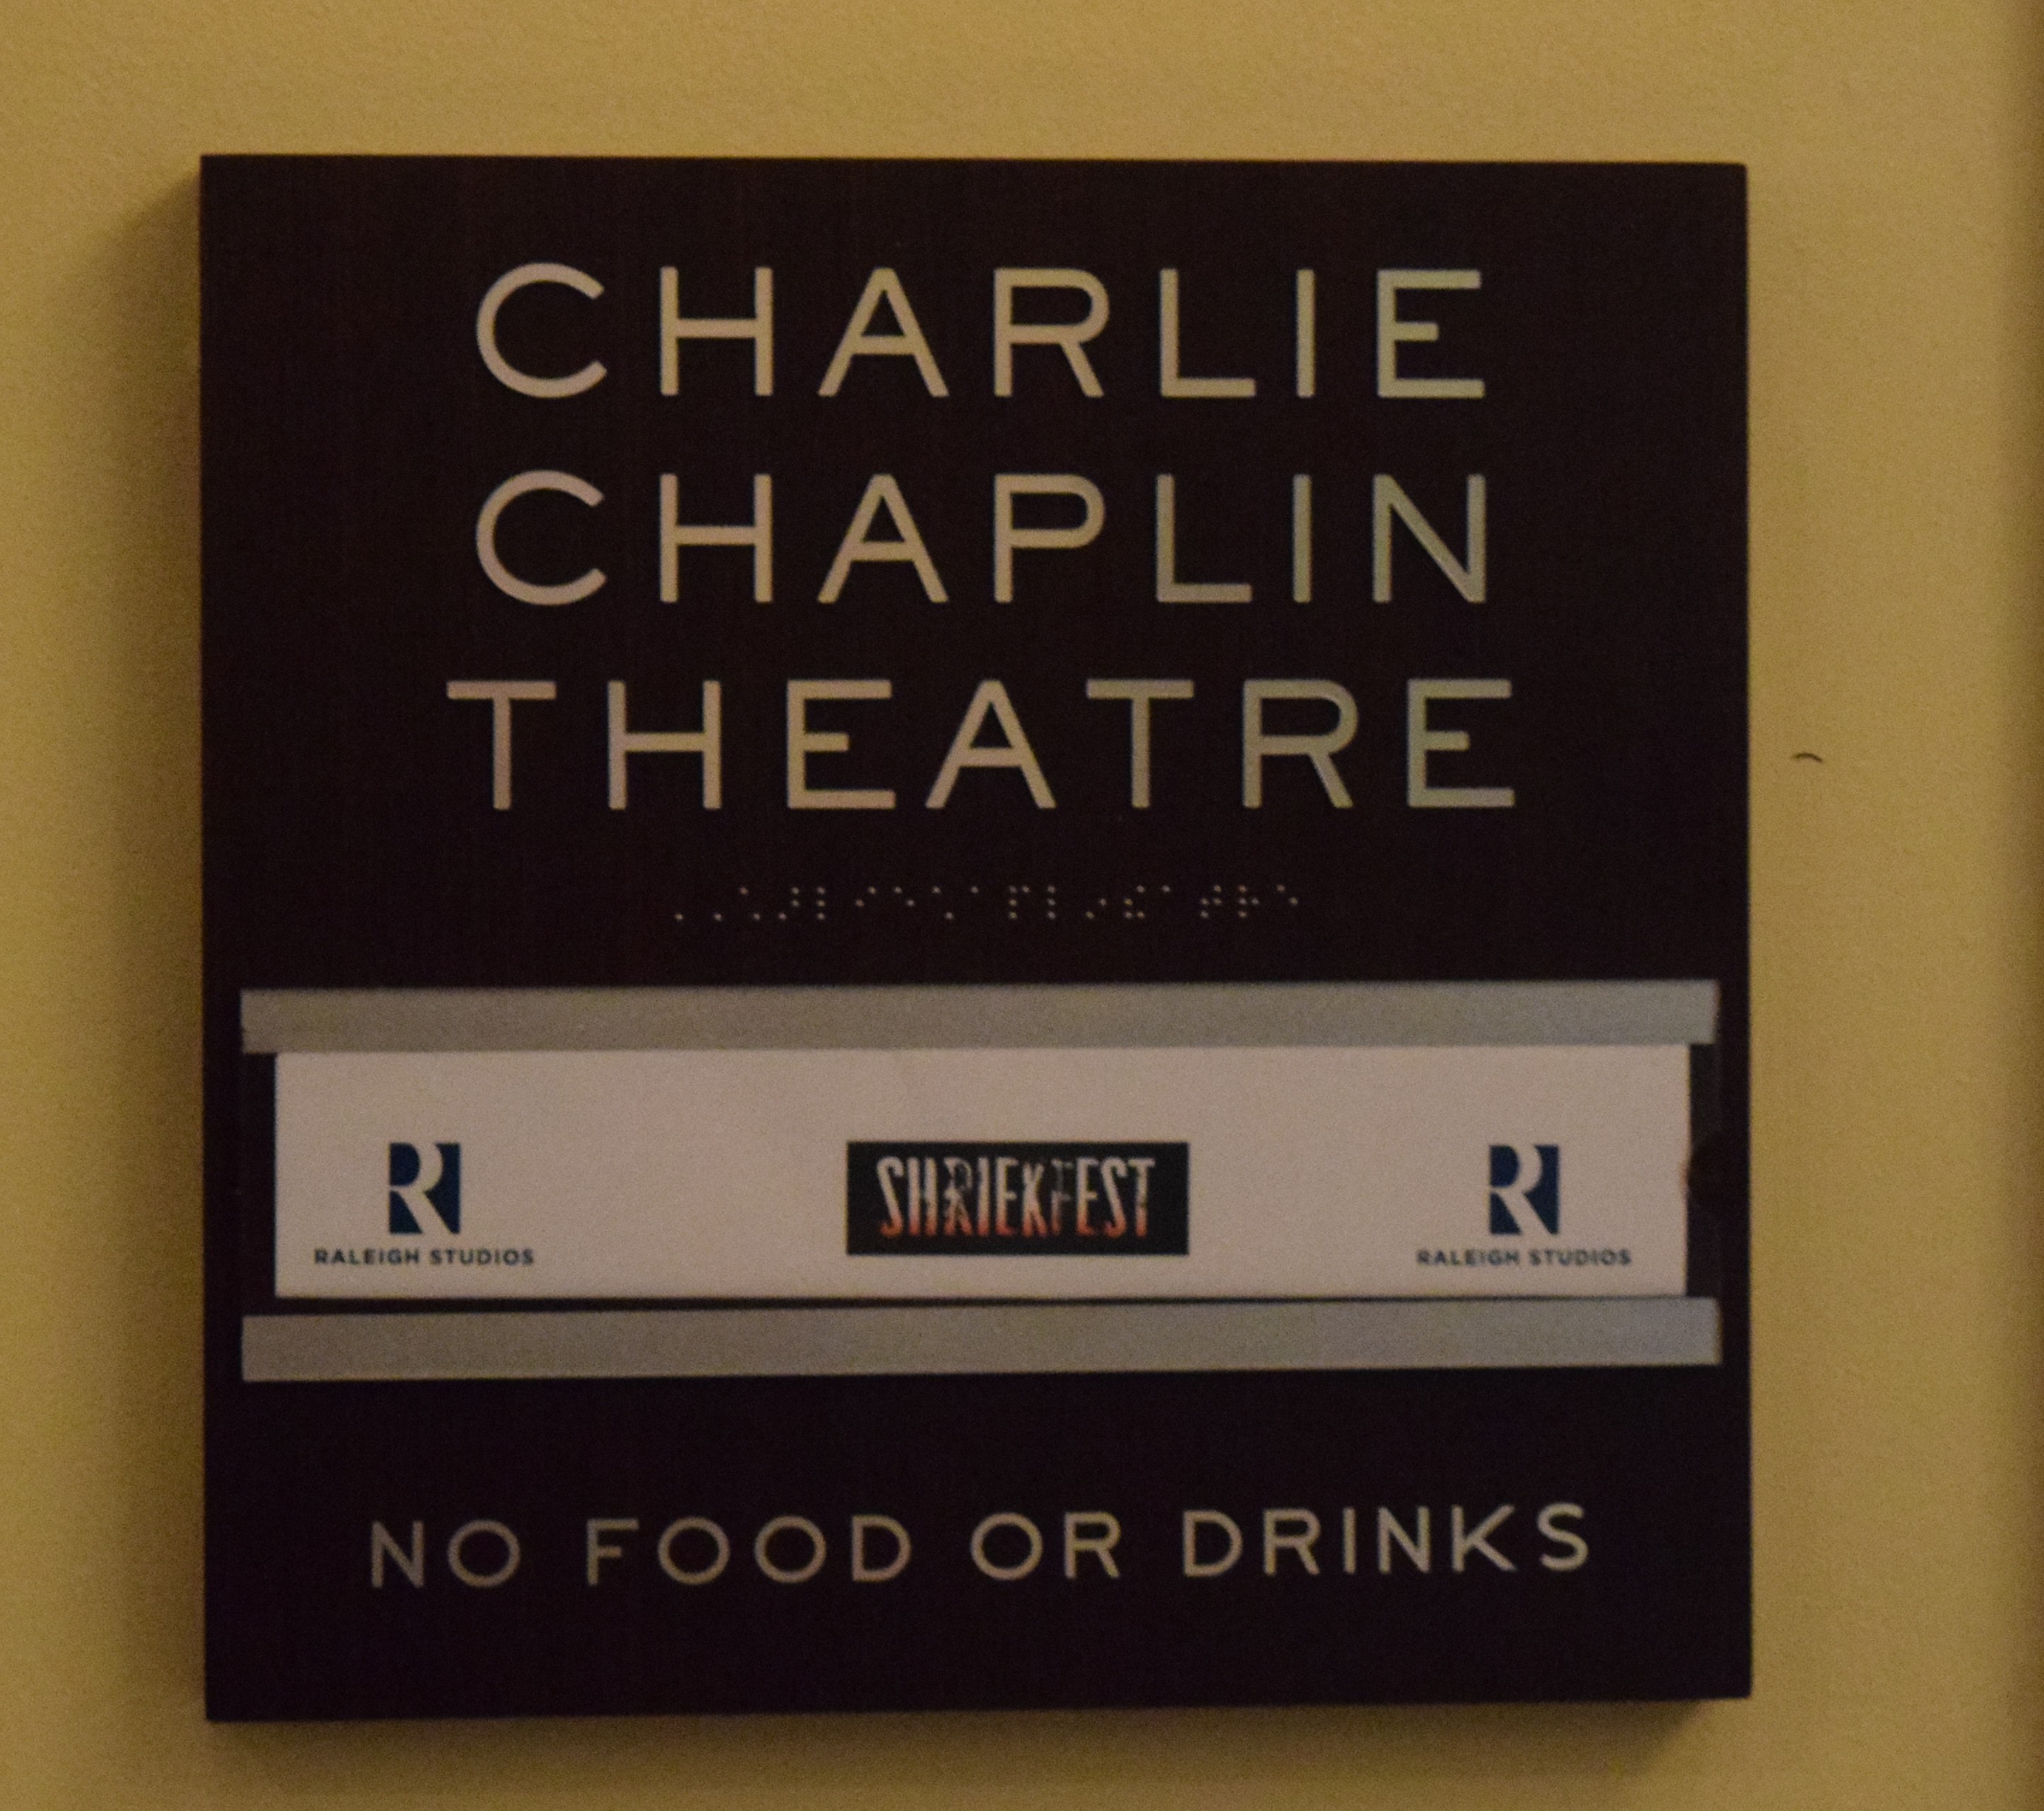 CHARLIE
CHAPLIN
THEATRE
RALEIGH STUDIOS
SHRIEKFEST
RALEIGH STUDIOS
NO FOOD OR DRINKS